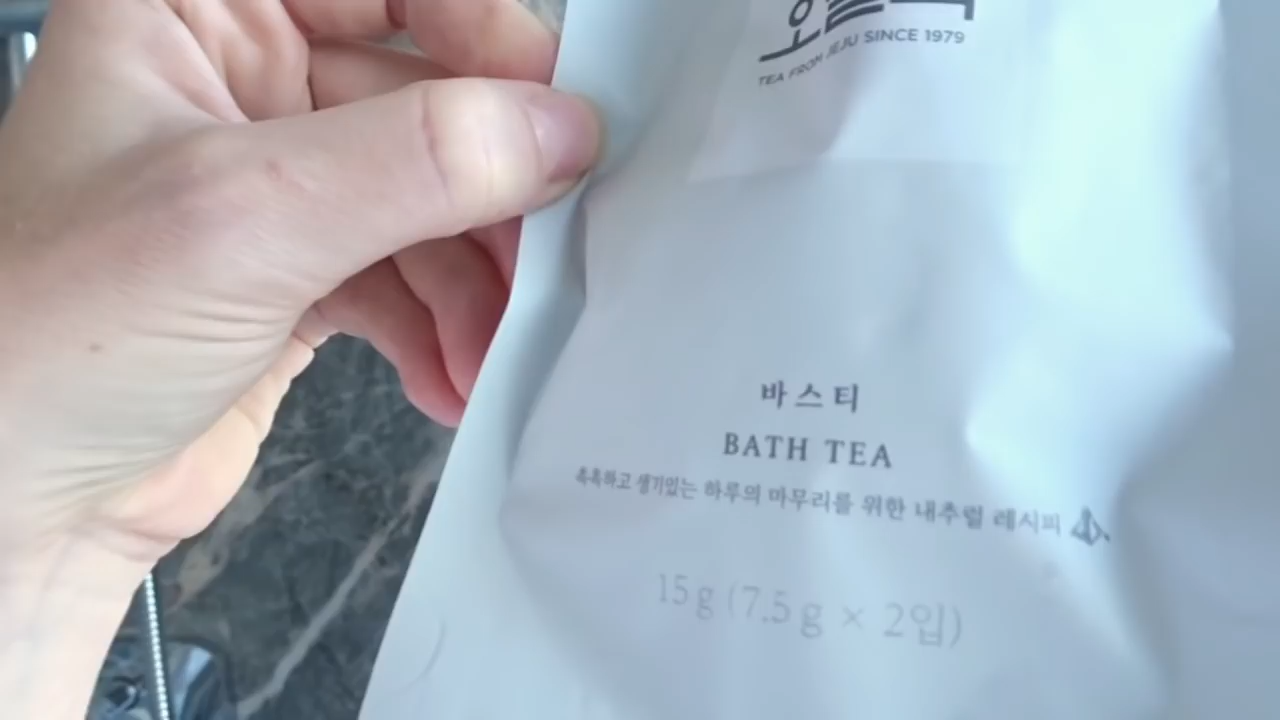 TEA FROM JEJU SINCE 1979
바스티
BATH TEA
촉촉하고 생기있는 하루의 마무리를 위한 내추럴 레시피
15g (7.5g × 2입)